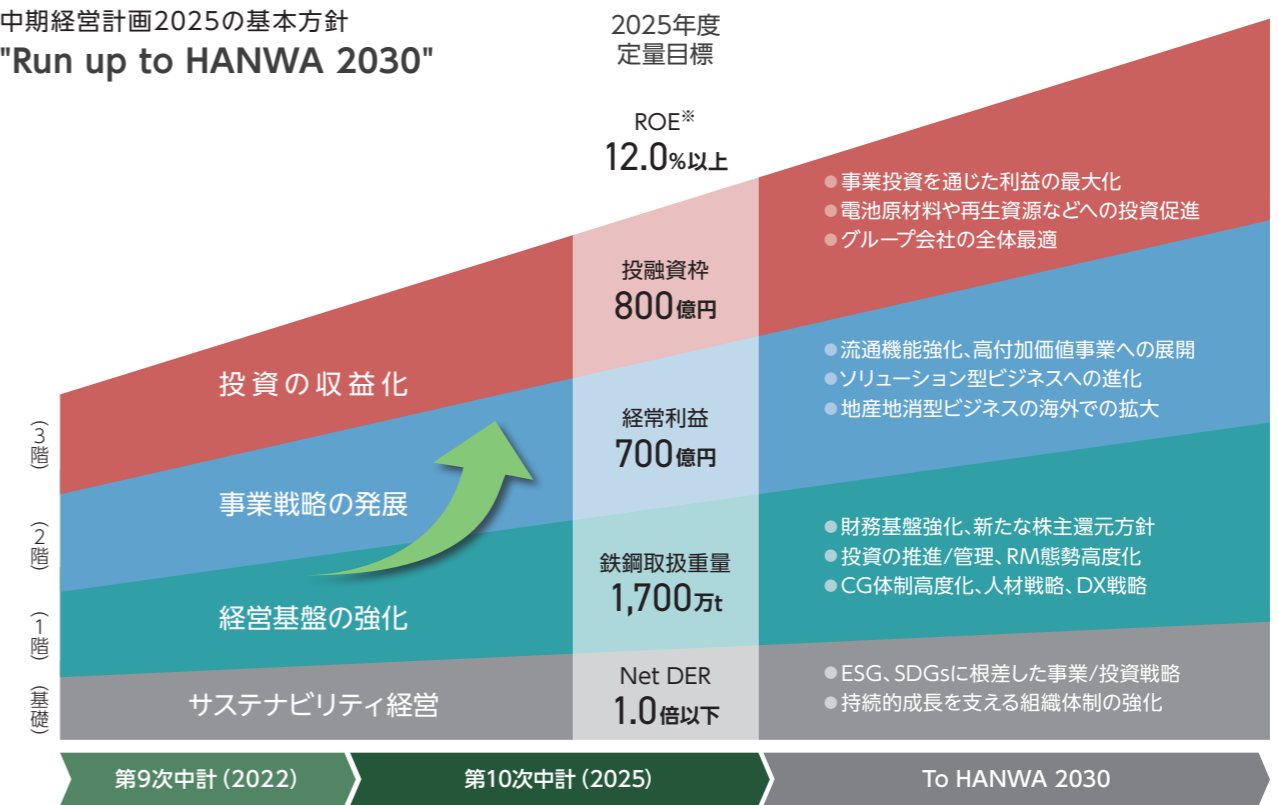 中期経営計画2025の基本方針
"Run up to HANWA 2030"
2025年度
定量目標
ROE※
12.0%以上
投融資枠
800億円
経常利益
700億円
鉄鋼取扱重量
1,700万t
Net DER
1.0倍以下
(3階)
投資の収益化
●事業投資を通じた利益の最大化
●電池原材料や再生資源などへの投資促進
●グループ会社の全体最適
(2階)
事業戦略の発展
●流通機能強化、高付加価値事業への展開
●ソリューション型ビジネスへの進化
●地産地消型ビジネスの海外での拡大
(1階)
経営基盤の強化
●財務基盤強化、新たな株主還元方針
●投資の推進/管理、RM態勢高度化
●CG体制高度化、人材戦略、DX戦略
(基礎)
サステナビリティ経営
●ESG、SDGsに根差した事業/投資戦略
●持続的成長を支える組織体制の強化
第9次中計(2022)
第10次中計(2025)
To HANWA 2030